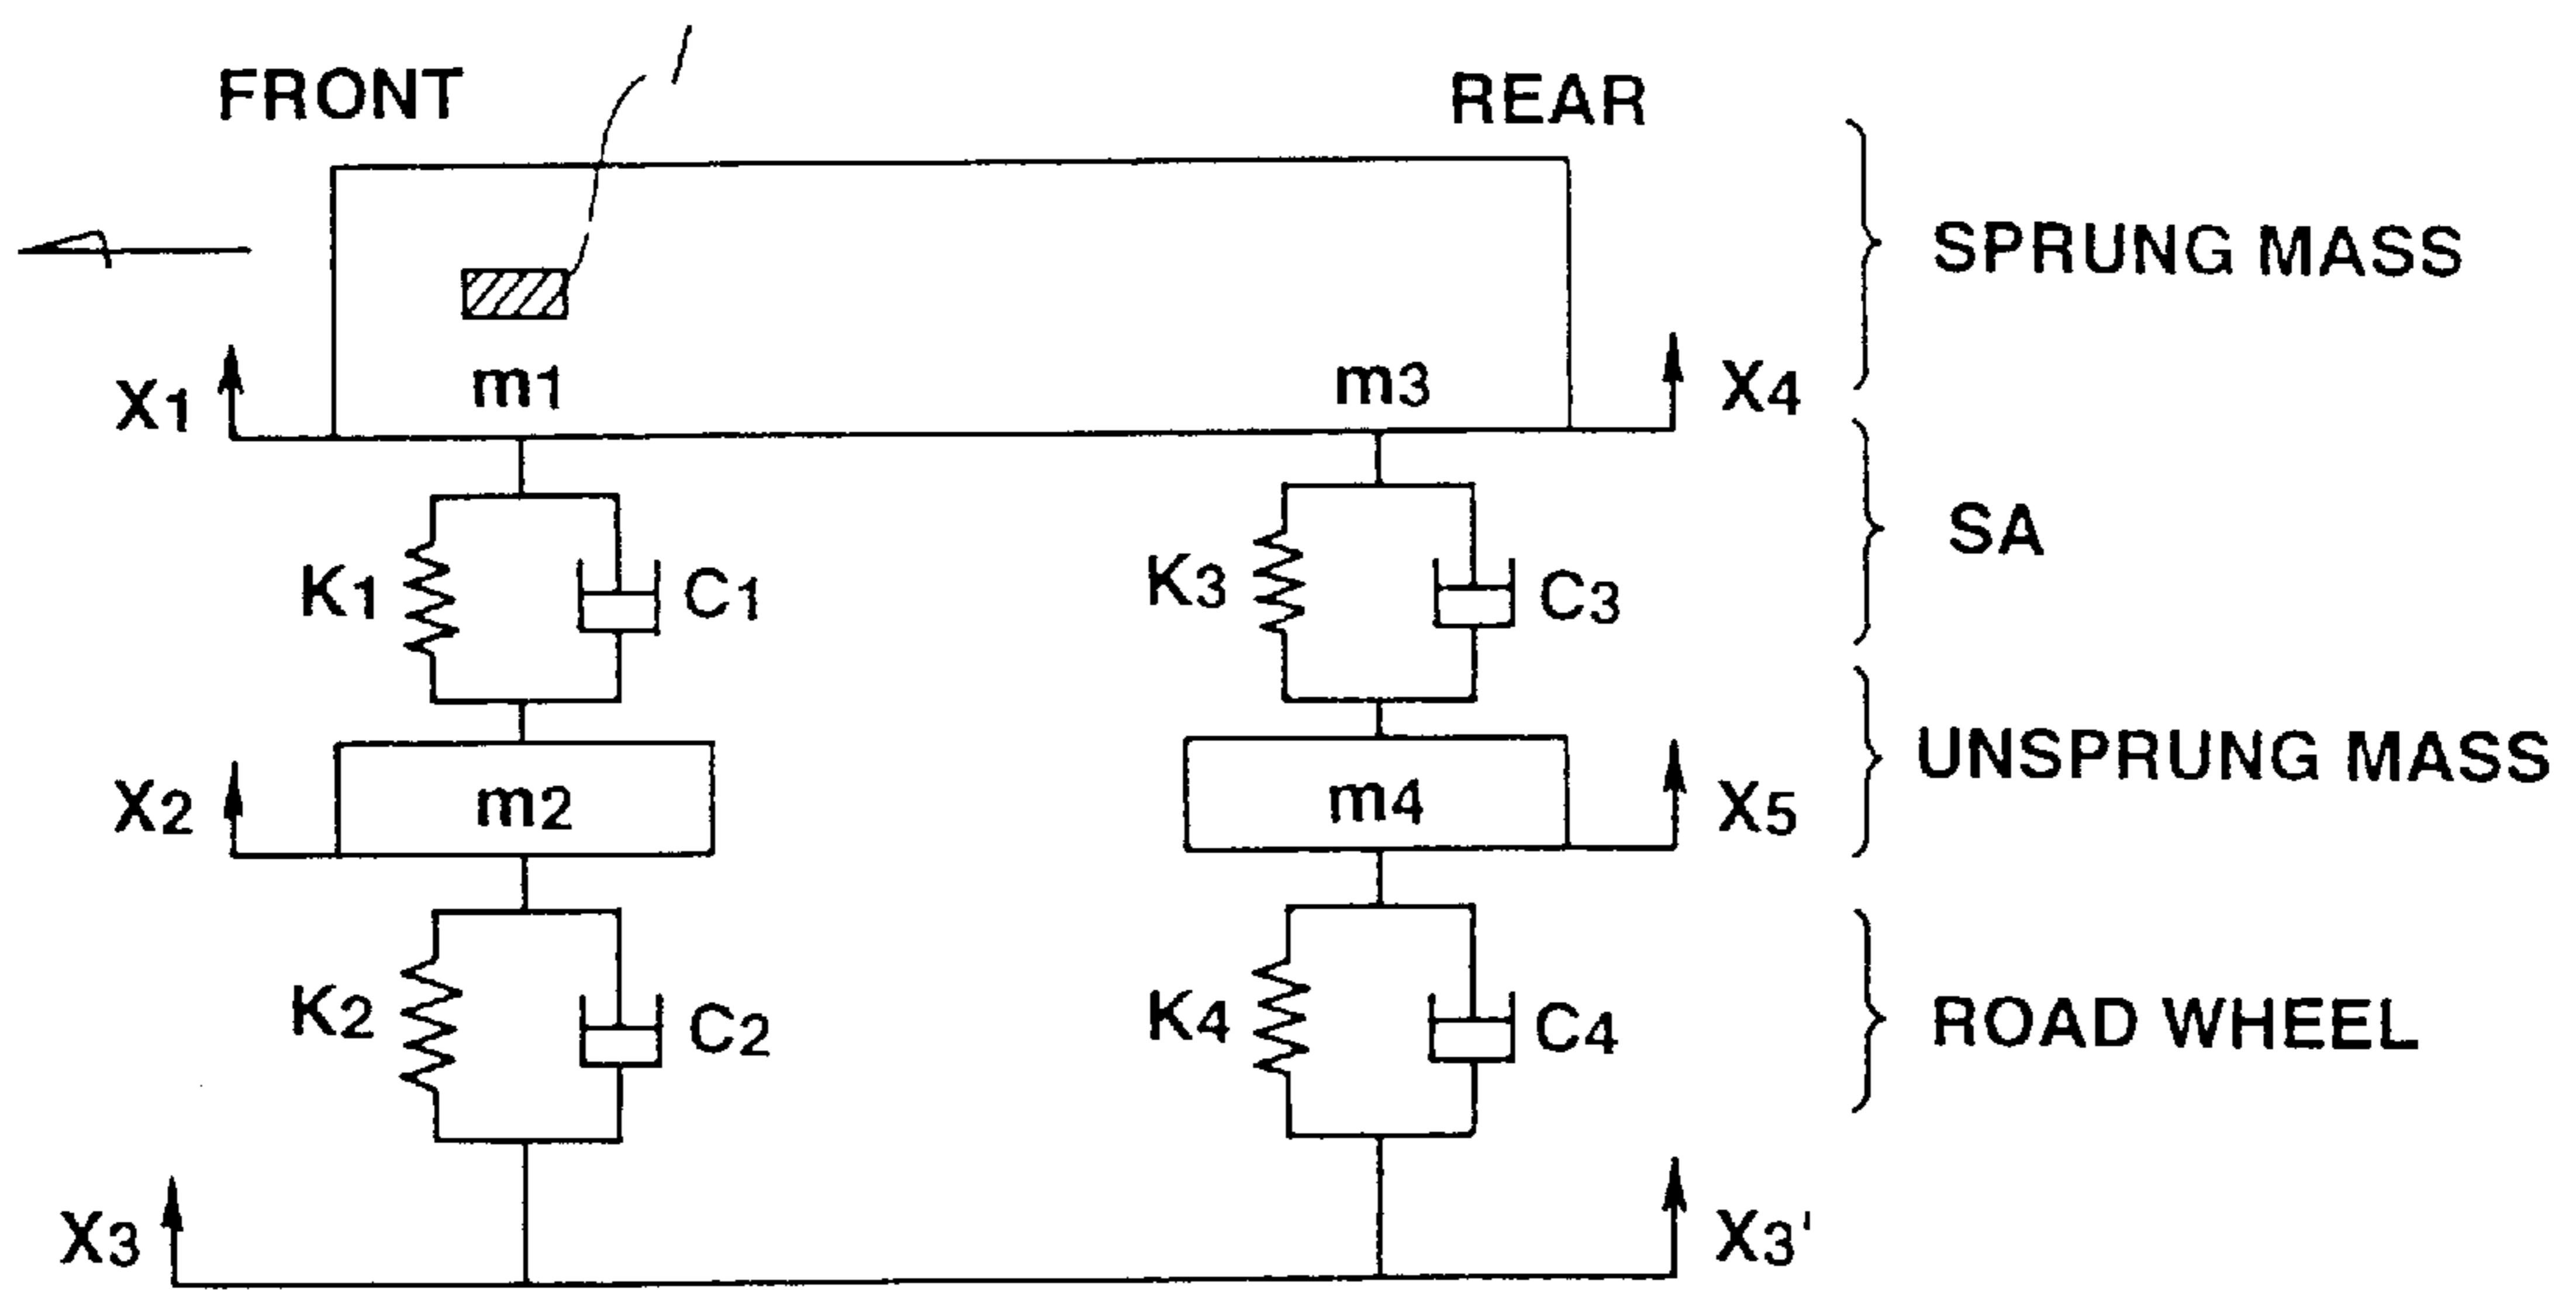 FRONT
1
REAR
SPRUNG MASS
X1
m1
m3
X4
SA
K1
C1
K3
C3
UNSPRUNG MASS
X2
m2
m4
X5
K2
C2
K4
C4
ROAD WHEEL
X3
X3'